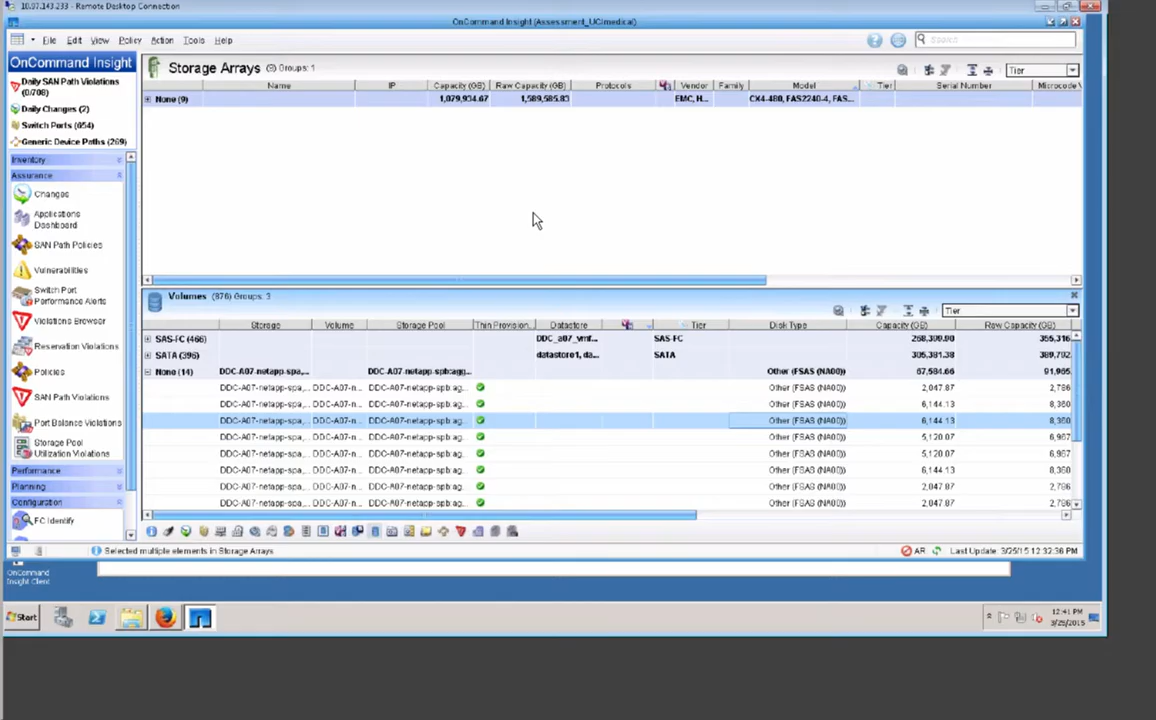 10.97.143.233 - Remote Desktop Connection
OnCommand Insight (Assessment_UCImedical)
File Edit View Policy Action Tools Help
Search
OnCommand Insight
Daily SAN Path Violations (0/708)
Daily Changes (2)
Switch Ports (654)
Generic Device Paths (269)
Inventory
Assurance
Changes
Applications Dashboard
SAN Path Policies
Vulnerabilities
Switch Port Performance Alerts
Violations Browser
Reservation Violations
Policies
SAN Path Violations
Port Balance Violations
Storage Pool Utilization Violations
Performance
Planning
Configuration
FC Identify
Storage Arrays Groups: 1
Tier
Name IP Capacity (GB) Raw Capacity (GB) Protocols Vendor Family Model Tier Serial Number Microcode V
None (9) 1,079,934.67 1,589,585.83 EMC, H... CX4-480, FAS2240-4, FAS...
Volumes (876) Groups: 3
Tier
Storage Volume Storage Pool Thin Provision... Datastore Tier Disk Type Capacity (GB) Raw Capacity (GB)
SAS-FC (466) DDC_a07_vmf... SAS-FC 268,399.90 355,316
SATA (396) datastore1, da... SATA 305,381.38 389,702
None (14) DDC-A07-netapp-spa,... DDC-A07-netapp-spb:agg... Other (FSAS (NA00)) 67,584.66 91,965
DDC-A07-netapp-spa,... DDC-A07-n... DDC-A07-netapp-spb:ag... Other (FSAS (NA00)) 2,047.87 2,786
DDC-A07-netapp-spa,... DDC-A07-n... DDC-A07-netapp-spb:ag... Other (FSAS (NA00)) 6,144.13 8,360
DDC-A07-netapp-spa,... DDC-A07-n... DDC-A07-netapp-spb:ag... Other (FSAS (NA00)) 6,144.13 8,360
DDC-A07-netapp-spa,... DDC-A07-n... DDC-A07-netapp-spb:ag... Other (FSAS (NA00)) 5,120.07 6,967
DDC-A07-netapp-spa,... DDC-A07-n... DDC-A07-netapp-spb:ag... Other (FSAS (NA00)) 5,120.07 6,967
DDC-A07-netapp-spa,... DDC-A07-n... DDC-A07-netapp-spb:ag... Other (FSAS (NA00)) 6,144.13 8,360
DDC-A07-netapp-spa,... DDC-A07-n... DDC-A07-netapp-spb:ag... Other (FSAS (NA00)) 2,047.87 2,786
DDC-A07-netapp-spa,... DDC-A07-n... DDC-A07-netapp-spb:ag... Other (FSAS (NA00)) 2,047.87 2,786
Selected multiple elements in Storage Arrays
AR Last Update 3/25/15 12:32:36 PM
OnCommand Insight Client
Start
12:41 PM
3/25/2015